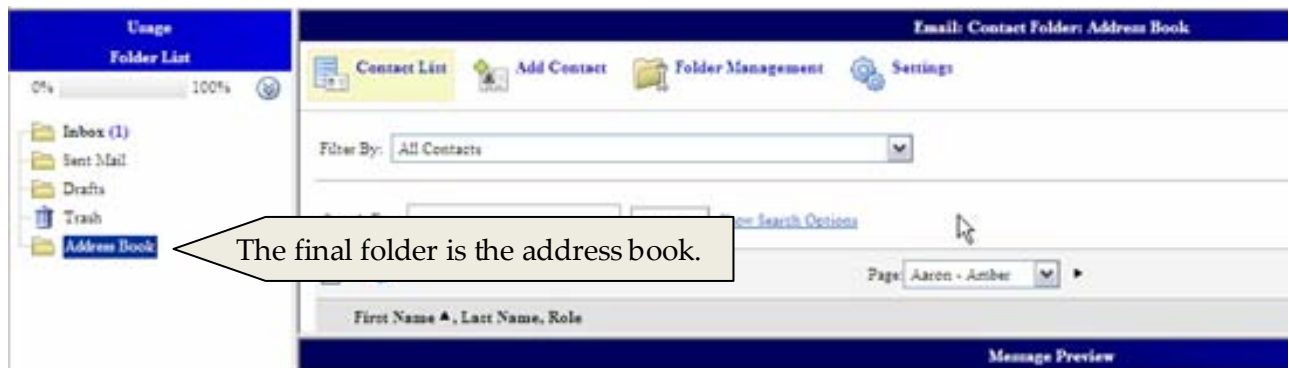 Usage
Folder List
0% 100%
Inbox (1)
Sent Mail
Drafts
Trash
Address Book
The final folder is the address book.
Email: Contact Folder: Address Book
Contact List Add Contact Folder Management Settings
Filter By: All Contacts
Search Options
Page: Aaron - Amber
First Name ▲, Last Name, Role
Message Preview